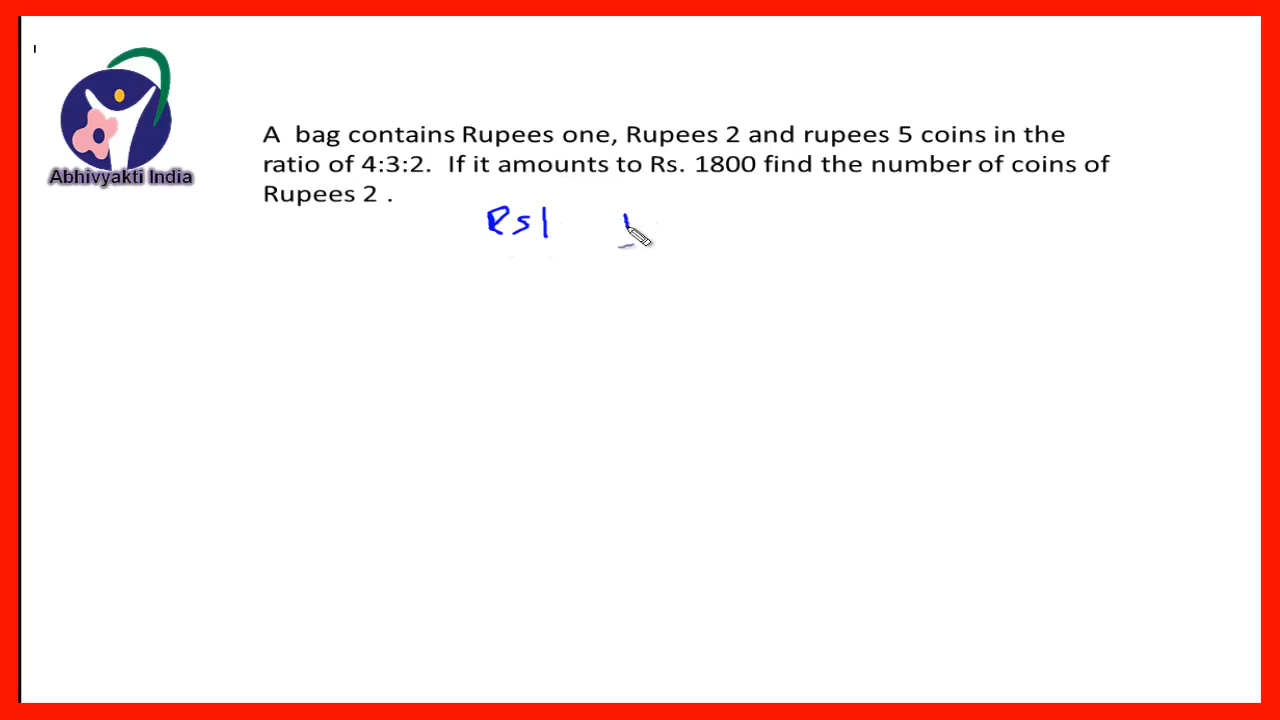 Abhivyakti India
A bag contains Rupees one, Rupees 2 and rupees 5 coins in the
ratio of 4:3:2. If it amounts to Rs. 1800 find the number of coins of
Rupees 2 .
Rs1